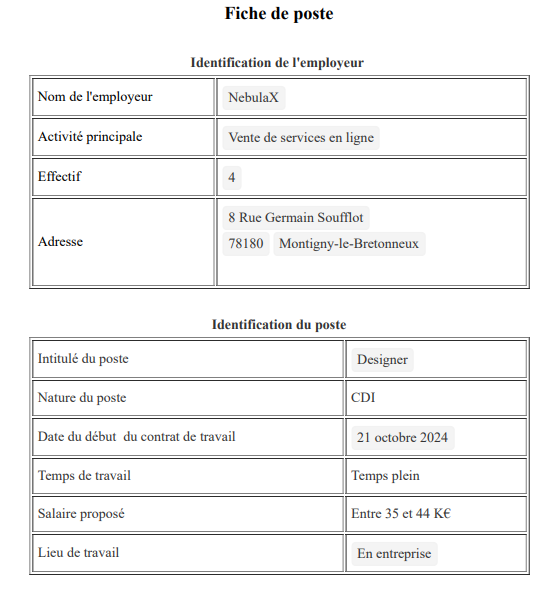 Fiche de poste
Identification de l'employeur
Nom de l'employeur NebulaX
Activité principale Vente de services en ligne
Effectif 4
Adresse 8 Rue Germain Soufflot
78180 Montigny-le-Bretonneux
Identification du poste
Intitulé du poste Designer
Nature du poste CDI
Date du début du contrat de travail 21 octobre 2024
Temps de travail Temps plein
Salaire proposé Entre 35 et 44 K€
Lieu de travail En entreprise